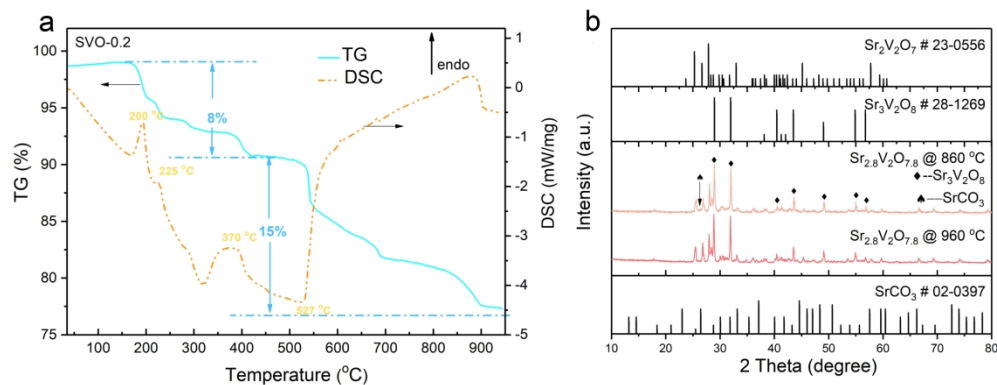 a
SVO-0.2
TG
DSC
endo
8%
200 °C
225 °C
370 °C
15%
527 °C
100
95
90
85
80
75
TG (%)
1
0
-1
-2
-3
-4
-5
DSC (mW/mg)
100 200 300 400 500 600 700 800 900
Temperature (°C)
b
Sr2V2O7 # 23-0556
Sr3V2O8 # 28-1269
Sr2.8V2O7.8 @ 860 °C
♦--Sr3V2O8
♠----SrCO3
Sr2.8V2O7.8 @ 960 °C
SrCO3 # 02-0397
Intensity (a.u.)
10 20 30 40 50 60 70 80
2 Theta (degree)